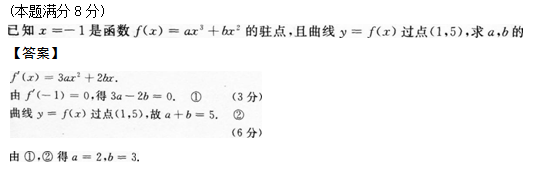 (本题满分8分)
已知 x = -1 是函数 f(x) = ax³ + bx² 的驻点,且曲线 y = f(x) 过点(1,5),求 a,b 的
【答案】
f′(x) = 3ax² + 2bx.
由 f′(-1) = 0,得 3a - 2b = 0. ① (3分)
曲线 y = f(x) 过点(1,5),故 a + b = 5. ②
(6分)
由 ①,② 得 a = 2,b = 3.